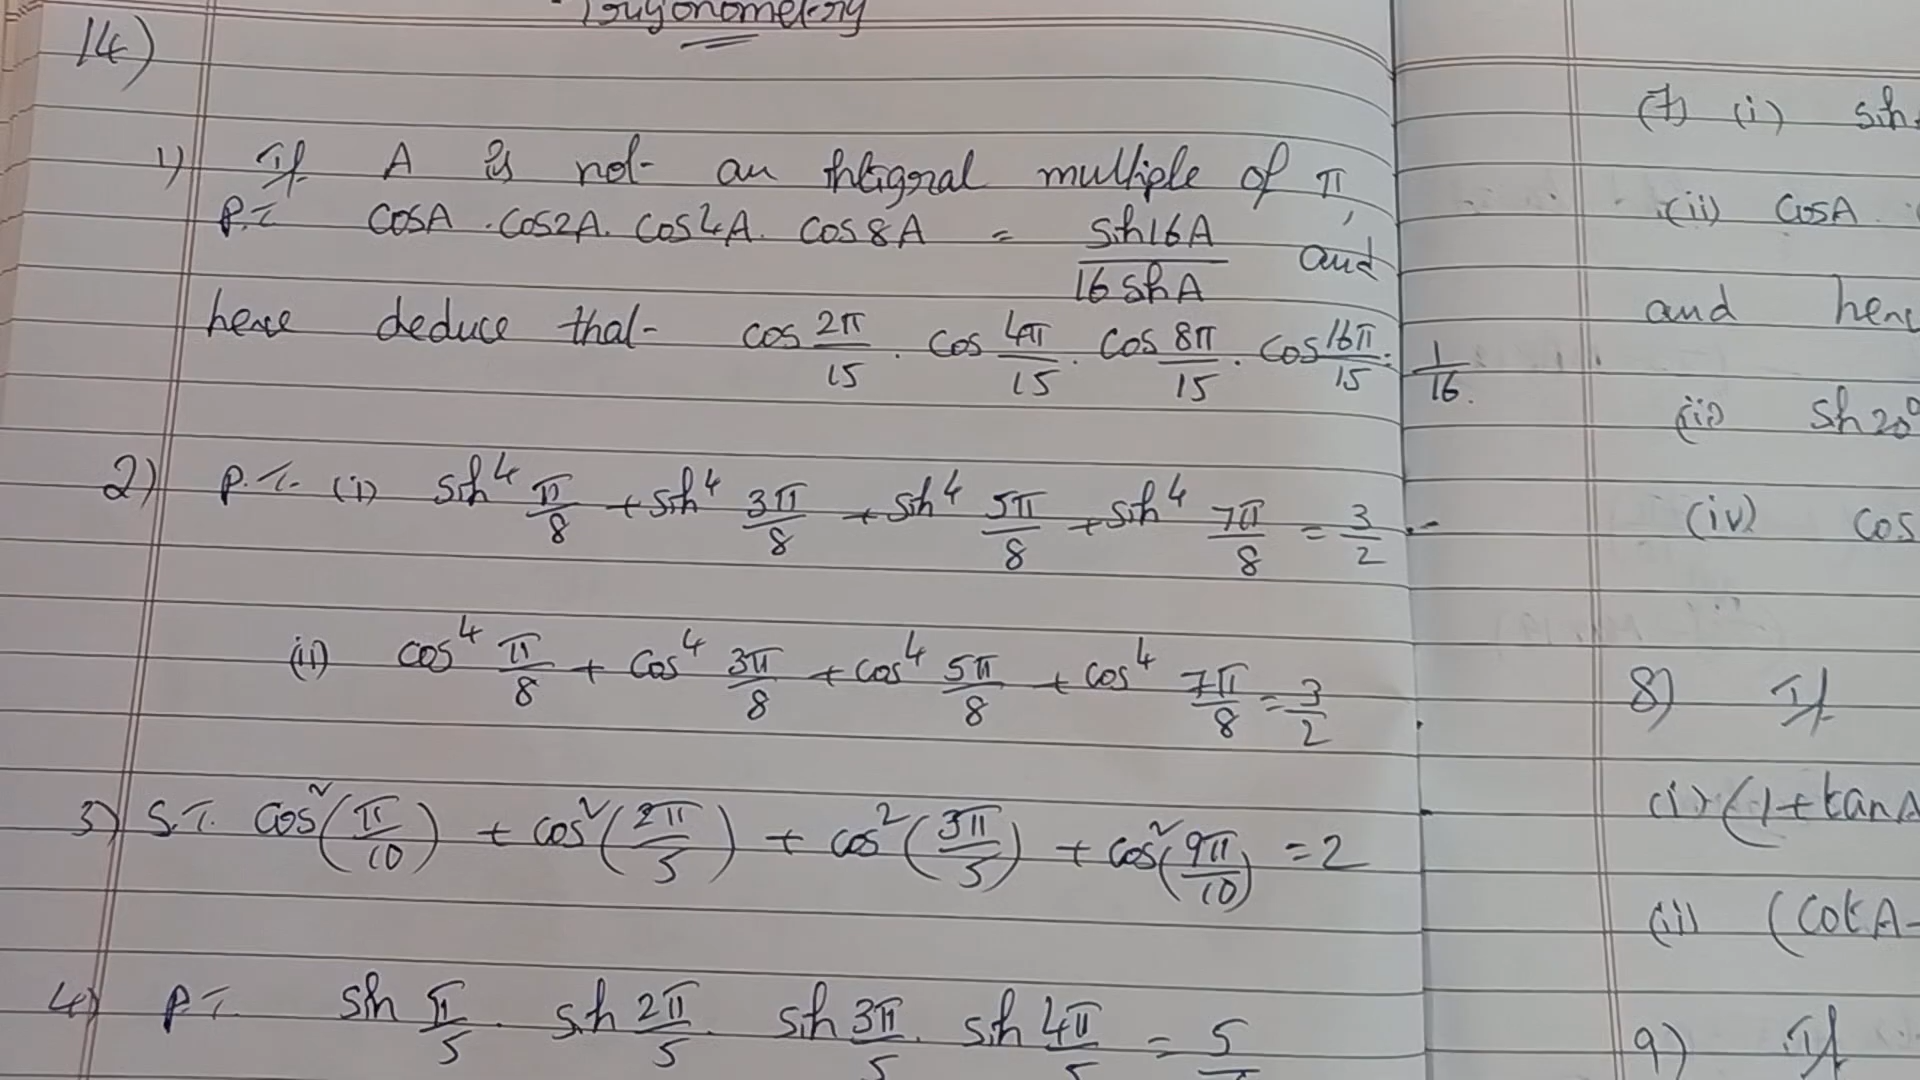 Trigonometry
14)
1) If A is not an integral multiple of π,
P.T. cosA . cos2A . cos4A . cos8A = sin16A / 16 sinA and
hence deduce that cos 2π/15 . cos 4π/15 . cos 8π/15 . cos 16π/15 = 1/16.
2) P.T. (i) sin⁴ π/8 + sin⁴ 3π/8 + sin⁴ 5π/8 + sin⁴ 7π/8 = 3/2
(ii) cos⁴ π/8 + cos⁴ 3π/8 + cos⁴ 5π/8 + cos⁴ 7π/8 = 3/2
3) S.T. cos²(π/10) + cos²(2π/5) + cos²(3π/5) + cos²(9π/10) = 2
4) P.T. sin π/5 . sin 2π/5 . sin 3π/5 . sin 4π/5 = 5
(7) (i) sin
(ii) cosA
and henc
(iii) sin20°
(iv) cos
8) If
(i) (1+tanA
(ii) (cotA-
9) If